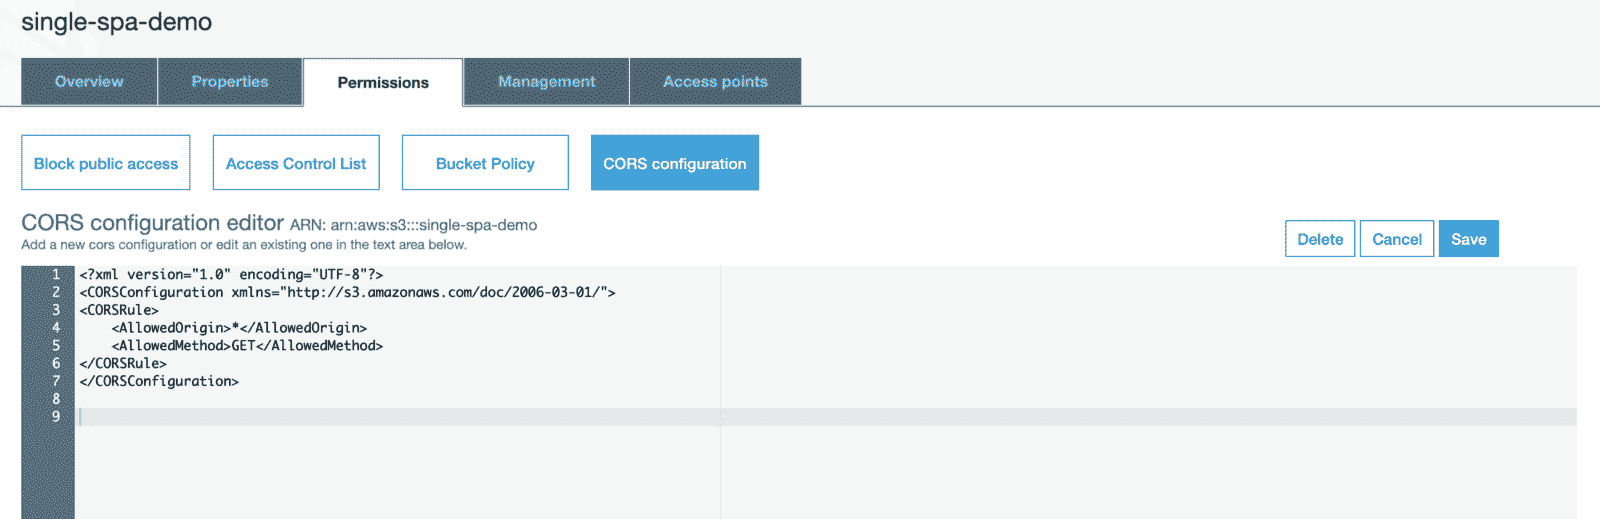 single-spa-demo
Overview Properties Permissions Management Access points
Block public access Access Control List Bucket Policy CORS configuration
CORS configuration editor ARN: arn:aws:s3:::single-spa-demo
Add a new cors configuration or edit an existing one in the text area below.
Delete Cancel Save
1 <?xml version="1.0" encoding="UTF-8"?>
2 <CORSConfiguration xmlns="http://s3.amazonaws.com/doc/2006-03-01/">
3 <CORSRule>
4     <AllowedOrigin>*</AllowedOrigin>
5     <AllowedMethod>GET</AllowedMethod>
6 </CORSRule>
7 </CORSConfiguration>
8
9